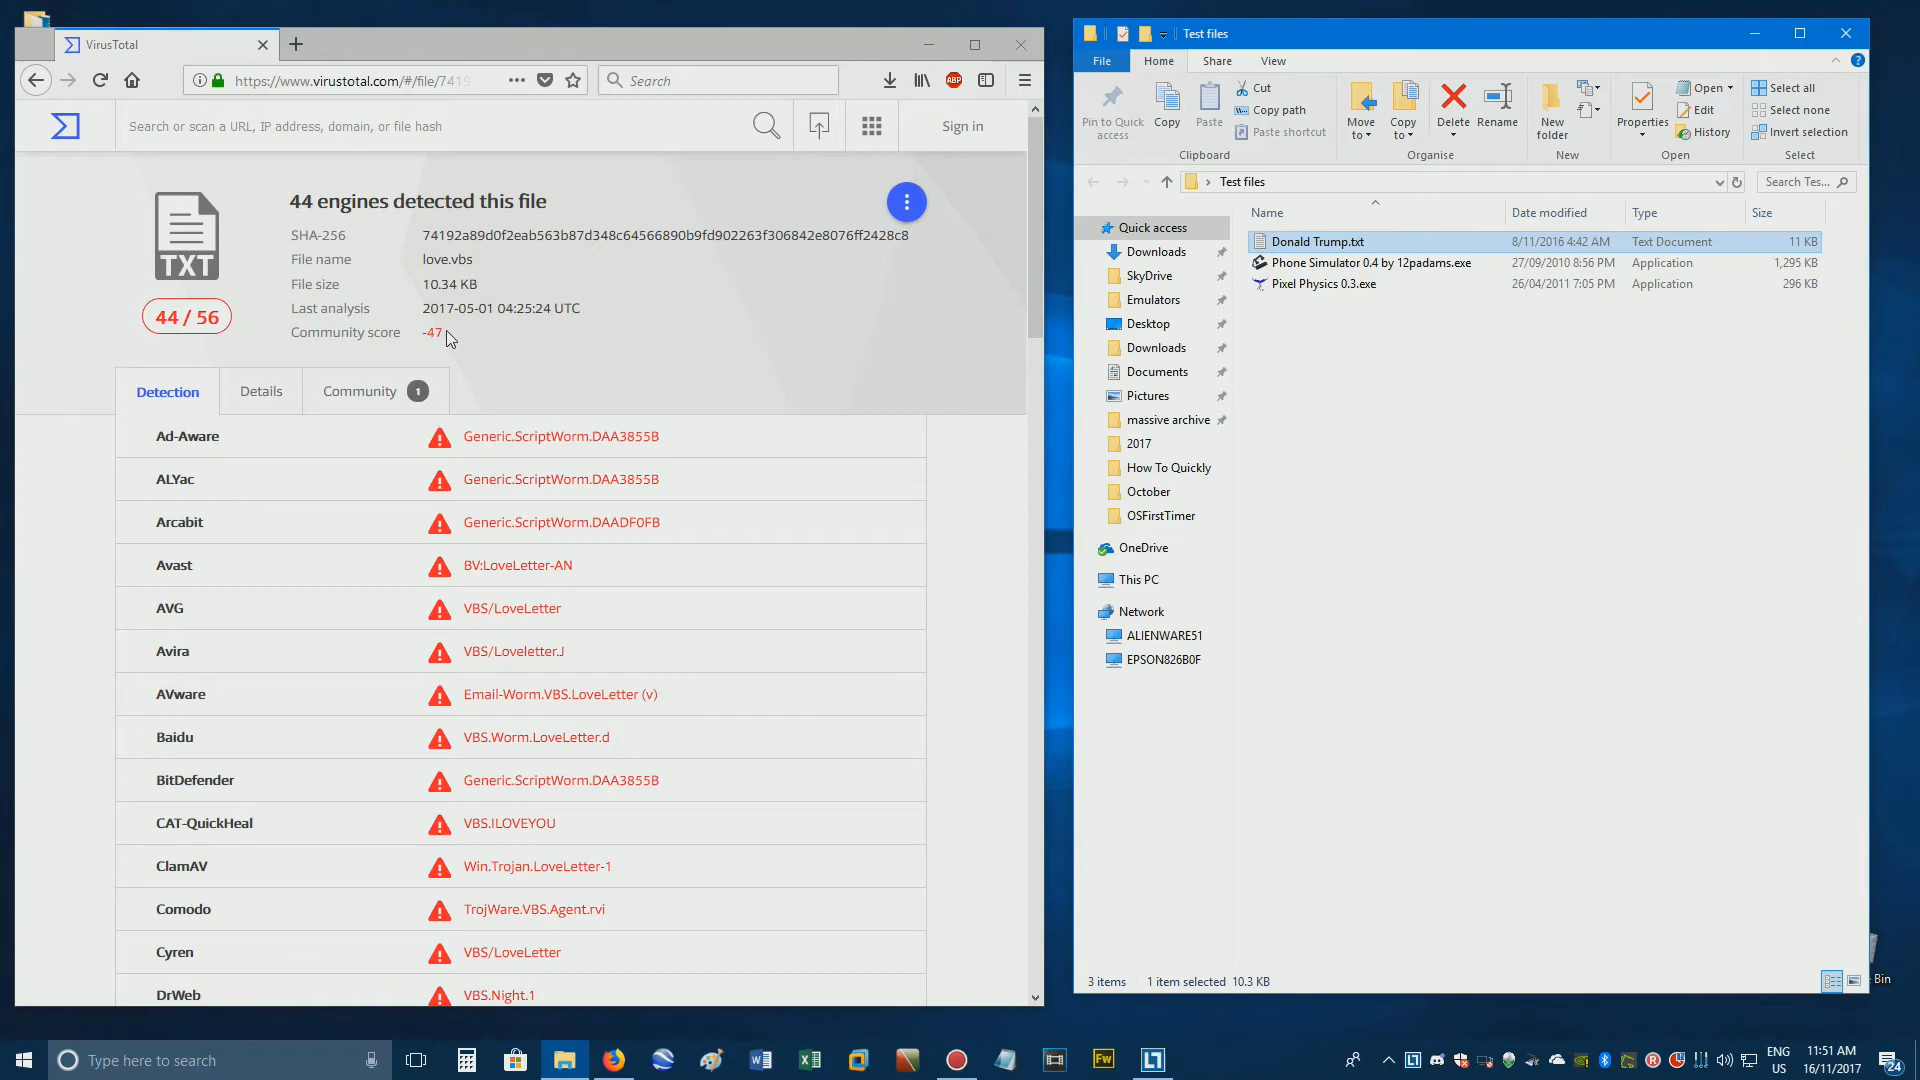 VirusTotal
https://www.virustotal.com/#/file/7419
Search
Search or scan a URL, IP address, domain, or file hash
Sign in
TXT
44 / 56
44 engines detected this file
SHA-256 74192a89d0f2eab563b87d348c64566890b9fd902263f306842e8076ff2428c8
File name love.vbs
File size 10.34 KB
Last analysis 2017-05-01 04:25:24 UTC
Community score -47
Detection Details Community 1
Ad-Aware Generic.ScriptWorm.DAA3855B
ALYac Generic.ScriptWorm.DAA3855B
Arcabit Generic.ScriptWorm.DAADF0FB
Avast BV:LoveLetter-AN
AVG VBS/LoveLetter
Avira VBS/Loveletter.J
AVware Email-Worm.VBS.LoveLetter (v)
Baidu VBS.Worm.LoveLetter.d
BitDefender Generic.ScriptWorm.DAA3855B
CAT-QuickHeal VBS.ILOVEYOU
ClamAV Win.Trojan.LoveLetter-1
Comodo TrojWare.VBS.Agent.rvi
Cyren VBS/LoveLetter
DrWeb VBS.Night.1
Test files
File Home Share View
Pin to Quick access
Copy
Paste
Cut
Copy path
Paste shortcut
Clipboard
Move to
Copy to
Delete
Rename
Organise
New folder
New
Properties
Open
Edit
History
Open
Select all
Select none
Invert selection
Select
Test files
Search Tes...
Name Date modified Type Size
Donald Trump.txt 8/11/2016 4:42 AM Text Document 11 KB
Phone Simulator 0.4 by 12padams.exe 27/09/2010 8:56 PM Application 1,295 KB
Pixel Physics 0.3.exe 26/04/2011 7:05 PM Application 296 KB
Quick access
Downloads
SkyDrive
Emulators
Desktop
Downloads
Documents
Pictures
massive archive
2017
How To Quickly
October
OSFirstTimer
OneDrive
This PC
Network
ALIENWARE51
EPSON826B0F
3 items 1 item selected 10.3 KB
Bin
Type here to search
Fw
ENG
US
11:51 AM
16/11/2017
24